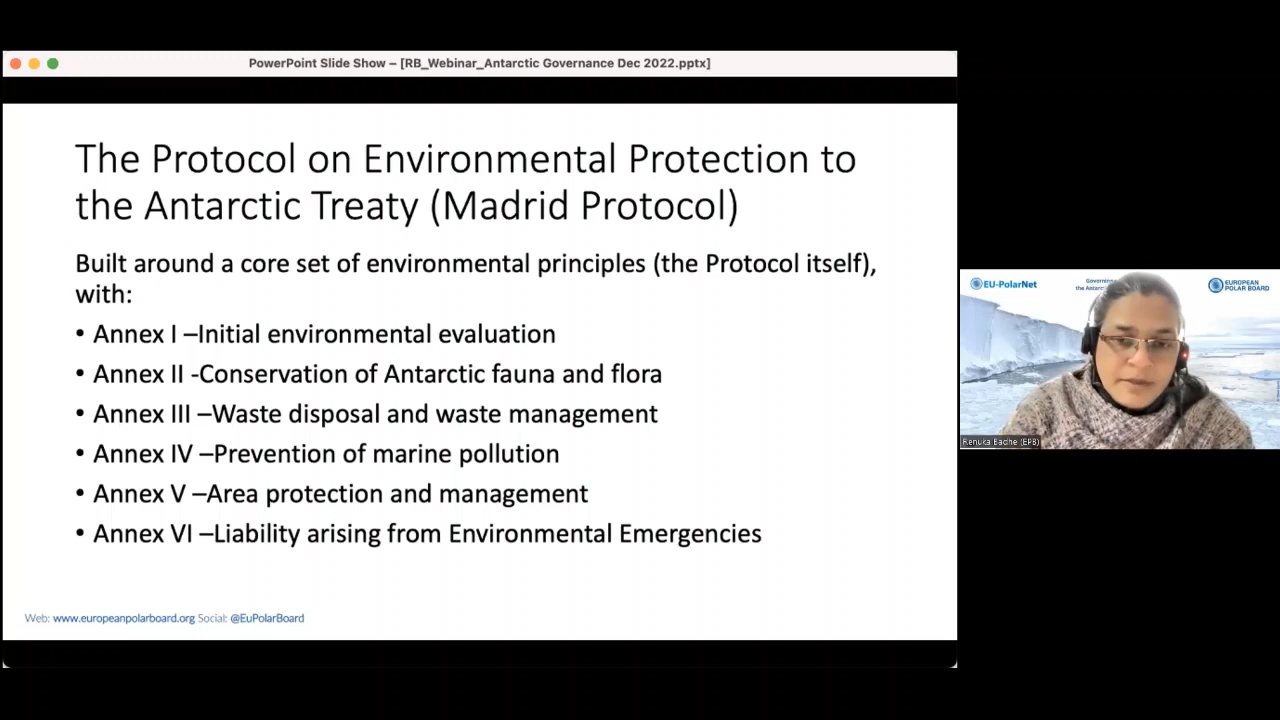 PowerPoint Slide Show – [RB_Webinar_Antarctic Governance Dec 2022.pptx]
The Protocol on Environmental Protection to
the Antarctic Treaty (Madrid Protocol)
Built around a core set of environmental principles (the Protocol itself),
with:
• Annex I –Initial environmental evaluation
• Annex II -Conservation of Antarctic fauna and flora
• Annex III –Waste disposal and waste management
• Annex IV –Prevention of marine pollution
• Annex V –Area protection and management
• Annex VI –Liability arising from Environmental Emergencies
Web: www.europeanpolarboard.org Social: @EuPolarBoard
EU-PolarNet
the Antarc
EUROPEAN
POLAR BOARD
Renuka Badhe (EPB)